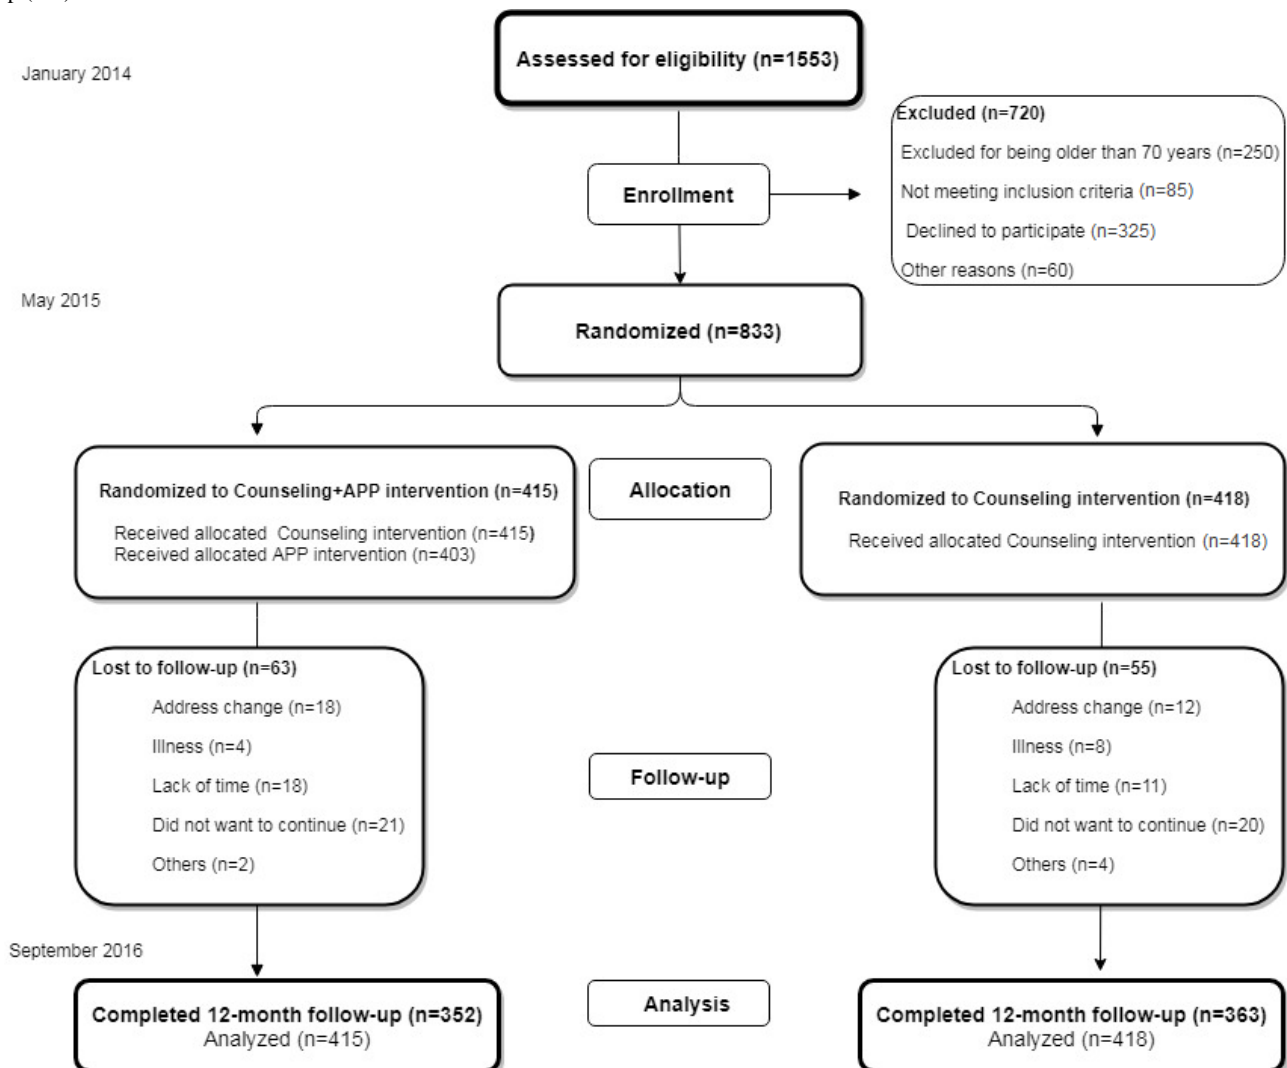 Assessed for eligibility (n=1553)
January 2014
Excluded (n=720)
Excluded for being older than 70 years (n=250)
Not meeting inclusion criteria (n=85)
Declined to participate (n=325)
Other reasons (n=60)
Enrollment
May 2015
Randomized (n=833)
Randomized to Counseling+APP intervention (n=415)
Received allocated Counseling intervention (n=415)
Received allocated APP intervention (n=403)
Allocation
Randomized to Counseling intervention (n=418)
Received allocated Counseling intervention (n=418)
Lost to follow-up (n=63)
Address change (n=18)
Illness (n=4)
Lack of time (n=18)
Did not want to continue (n=21)
Others (n=2)
Follow-up
Lost to follow-up (n=55)
Address change (n=12)
Illness (n=8)
Lack of time (n=11)
Did not want to continue (n=20)
Others (n=4)
September 2016
Completed 12-month follow-up (n=352)
Analyzed (n=415)
Analysis
Completed 12-month follow-up (n=363)
Analyzed (n=418)